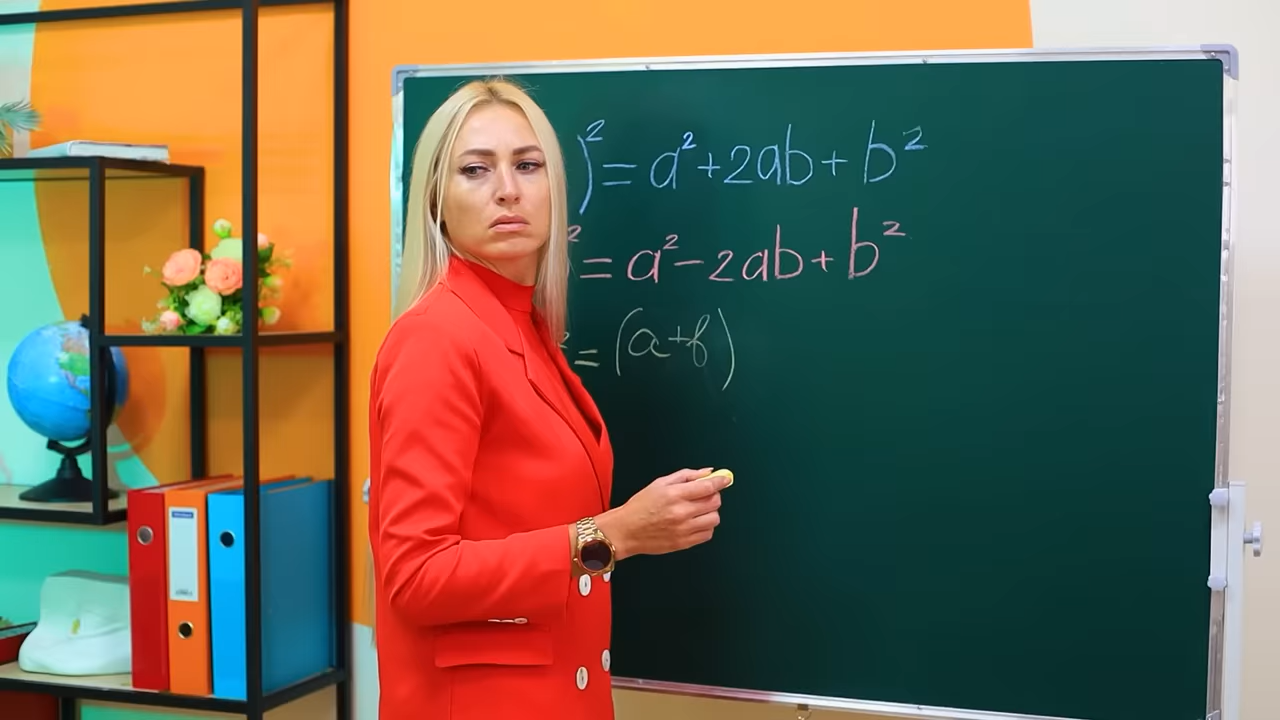 )² = a² + 2ab + b²
² = a² - 2ab + b²
² = (a+b)